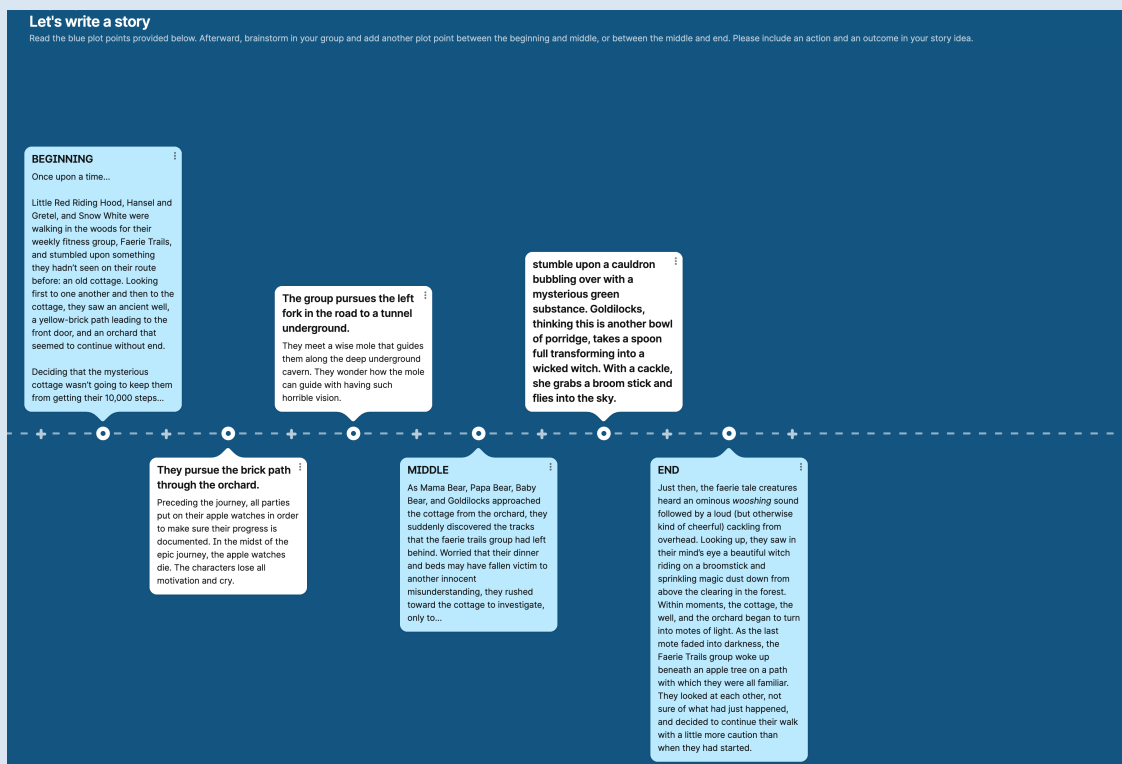 Let's write a story
Read the blue plot points provided below. Afterward, brainstorm in your group and add another plot point between the beginning and middle, or between the middle and end. Please include an action and an outcome in your story idea.
BEGINNING
Once upon a time...
Little Red Riding Hood, Hansel and
Gretel, and Snow White were
walking in the woods for their
weekly fitness group, Faerie Trails,
and stumbled upon something
they hadn't seen on their route
before: an old cottage. Looking
first to one another and then to the
cottage, they saw an ancient well,
a yellow-brick path leading to the
front door, and an orchard that
seemed to continue without end.
Deciding that the mysterious
cottage wasn't going to keep them
from getting their 10,000 steps...
They pursue the brick path
through the orchard.
Preceding the journey, all parties
put on their apple watches in order
to make sure their progress is
documented. In the midst of the
epic journey, the apple watches
die. The characters lose all
motivation and cry.
The group pursues the left
fork in the road to a tunnel
underground.
They meet a wise mole that guides
them along the deep underground
cavern. They wonder how the mole
can guide with having such
horrible vision.
MIDDLE
As Mama Bear, Papa Bear, Baby
Bear, and Goldilocks approached
the cottage from the orchard, they
suddenly discovered the tracks
that the faerie trails group had left
behind. Worried that their dinner
and beds may have fallen victim to
another innocent
misunderstanding, they rushed
toward the cottage to investigate,
only to...
stumble upon a cauldron
bubbling over with a
mysterious green
substance. Goldilocks,
thinking this is another bowl
of porridge, takes a spoon
full transforming into a
wicked witch. With a cackle,
she grabs a broom stick and
flies into the sky.
END
Just then, the faerie tale creatures
heard an ominous wooshing sound
followed by a loud (but otherwise
kind of cheerful) cackling from
overhead. Looking up, they saw in
their mind's eye a beautiful witch
riding on a broomstick and
sprinkling magic dust down from
above the clearing in the forest.
Within moments, the cottage, the
well, and the orchard began to turn
into motes of light. As the last
mote faded into darkness, the
Faerie Trails group woke up
beneath an apple tree on a path
with which they were all familiar.
They looked at each other, not
sure of what had just happened,
and decided to continue their walk
with a little more caution than
when they had started.